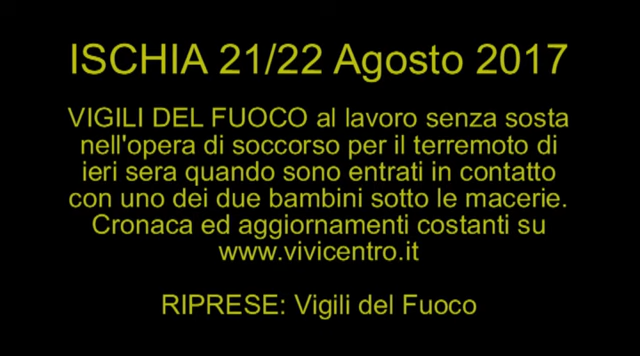 ISCHIA 21/22 Agosto 2017
VIGILI DEL FUOCO al lavoro senza sosta
nell'opera di soccorso per il terremoto di
ieri sera quando sono entrati in contatto
con uno dei due bambini sotto le macerie.
Cronaca ed aggiornamenti costanti su
www.vivicentro.it
RIPRESE: Vigili del Fuoco